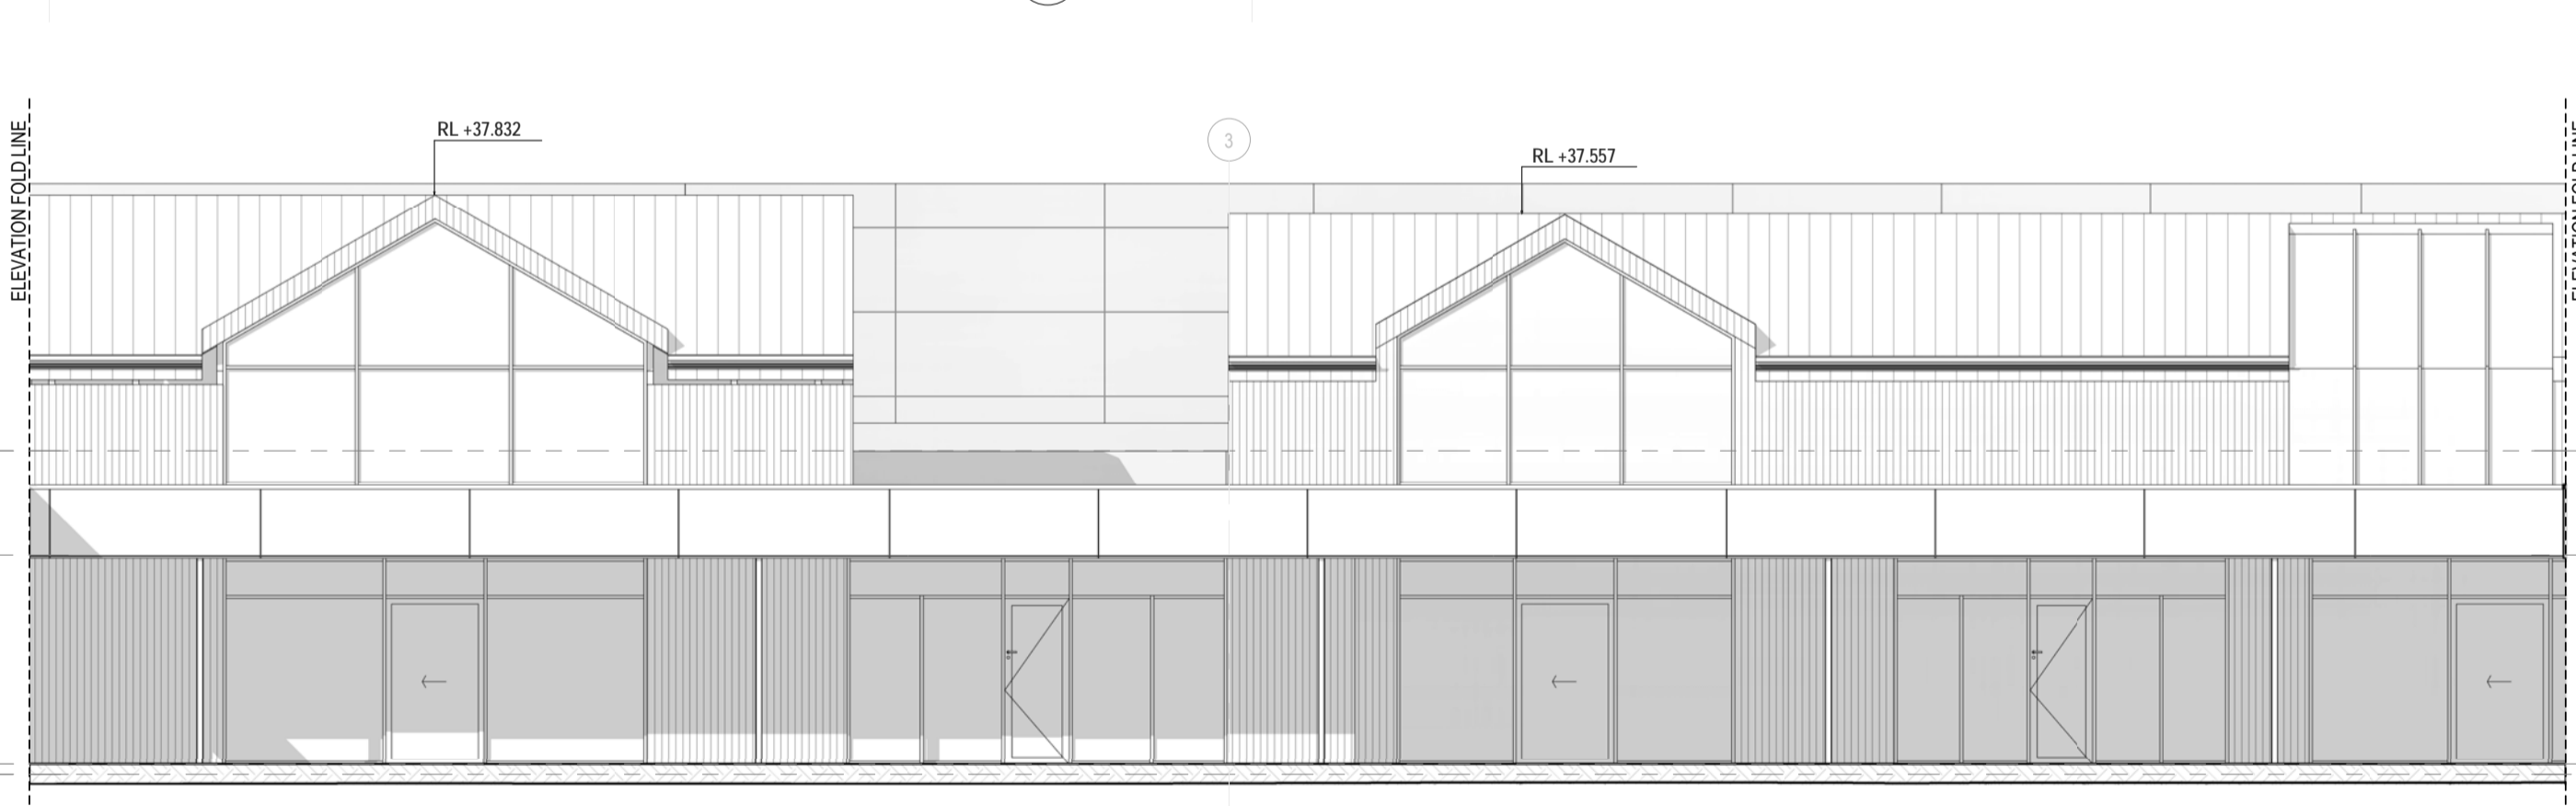 ELEVATION FOLD LINE
RL +37.832
3
RL +37.557
ELEVATION FOLD LINE